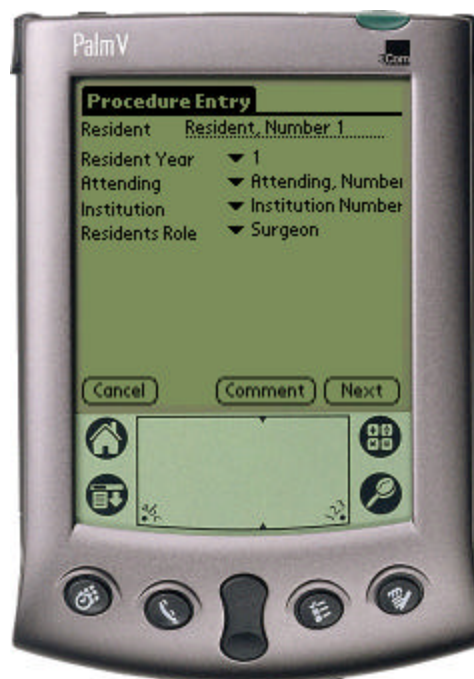 PalmV
3Com
Procedure Entry
Resident Resident, Number 1
Resident Year 1
Attending Attending, Number
Institution Institution Number
Residents Role Surgeon
Cancel Comment Next